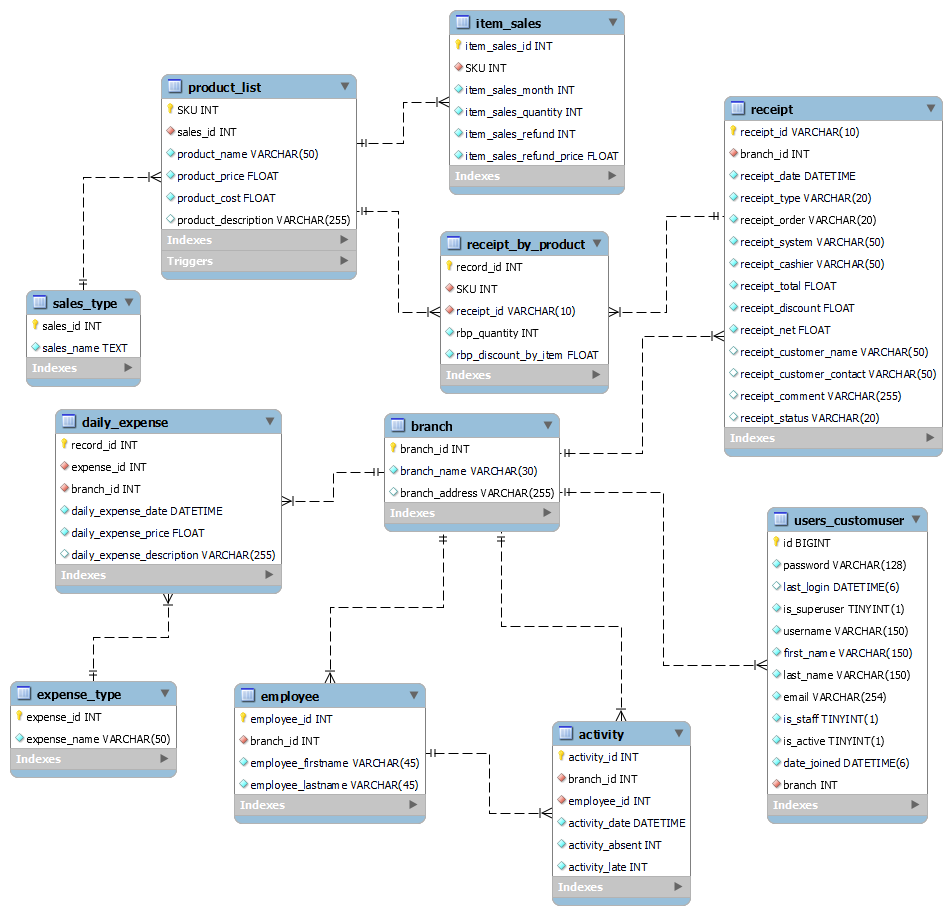 item_sales
item_sales_id INT
SKU INT
item_sales_month INT
item_sales_quantity INT
item_sales_refund INT
item_sales_refund_price FLOAT
Indexes
product_list
SKU INT
sales_id INT
product_name VARCHAR(50)
product_price FLOAT
product_cost FLOAT
product_description VARCHAR(255)
Indexes
Triggers
receipt
receipt_id VARCHAR(10)
branch_id INT
receipt_date DATETIME
receipt_type VARCHAR(20)
receipt_order VARCHAR(20)
receipt_system VARCHAR(50)
receipt_cashier VARCHAR(50)
receipt_total FLOAT
receipt_discount FLOAT
receipt_net FLOAT
receipt_customer_name VARCHAR(50)
receipt_customer_contact VARCHAR(50)
receipt_comment VARCHAR(255)
receipt_status VARCHAR(20)
Indexes
receipt_by_product
record_id INT
SKU INT
receipt_id VARCHAR(10)
rbp_quantity INT
rbp_discount_by_item FLOAT
Indexes
sales_type
sales_id INT
sales_name TEXT
Indexes
daily_expense
record_id INT
expense_id INT
branch_id INT
daily_expense_date DATETIME
daily_expense_price FLOAT
daily_expense_description VARCHAR(255)
Indexes
branch
branch_id INT
branch_name VARCHAR(30)
branch_address VARCHAR(255)
Indexes
users_customuser
id BIGINT
password VARCHAR(128)
last_login DATETIME(6)
is_superuser TINYINT(1)
username VARCHAR(150)
first_name VARCHAR(150)
last_name VARCHAR(150)
email VARCHAR(254)
is_staff TINYINT(1)
is_active TINYINT(1)
date_joined DATETIME(6)
branch INT
Indexes
expense_type
expense_id INT
expense_name VARCHAR(50)
Indexes
employee
employee_id INT
branch_id INT
employee_firstname VARCHAR(45)
employee_lastname VARCHAR(45)
Indexes
activity
activity_id INT
branch_id INT
employee_id INT
activity_date DATETIME
activity_absent INT
activity_late INT
Indexes